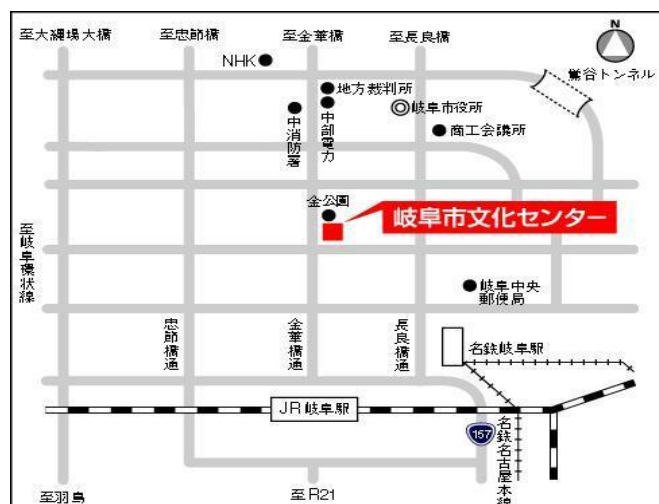 至大縄場大橋
至忠節橋
至金華橋
至長良橋
N
NHK
鶯谷トンネル
地方裁判所
岐阜市役所
中消防署
中部電力
商工会議所
金公園
岐阜市文化センター
至岐阜環状線
岐阜中央
郵便局
忠節橋通
金華橋通
長良橋通
名鉄岐阜駅
JR岐阜駅
157
名鉄名古屋本線
至羽島
至R21